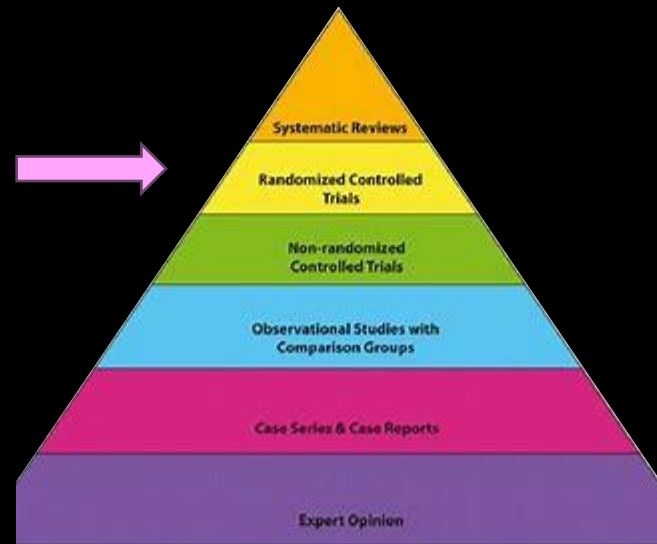 Systematic Reviews
Randomized Controlled
Trials
Non-randomized
Controlled Trials
Observational Studies with
Comparison Groups
Case Series & Case Reports
Expert Opinion